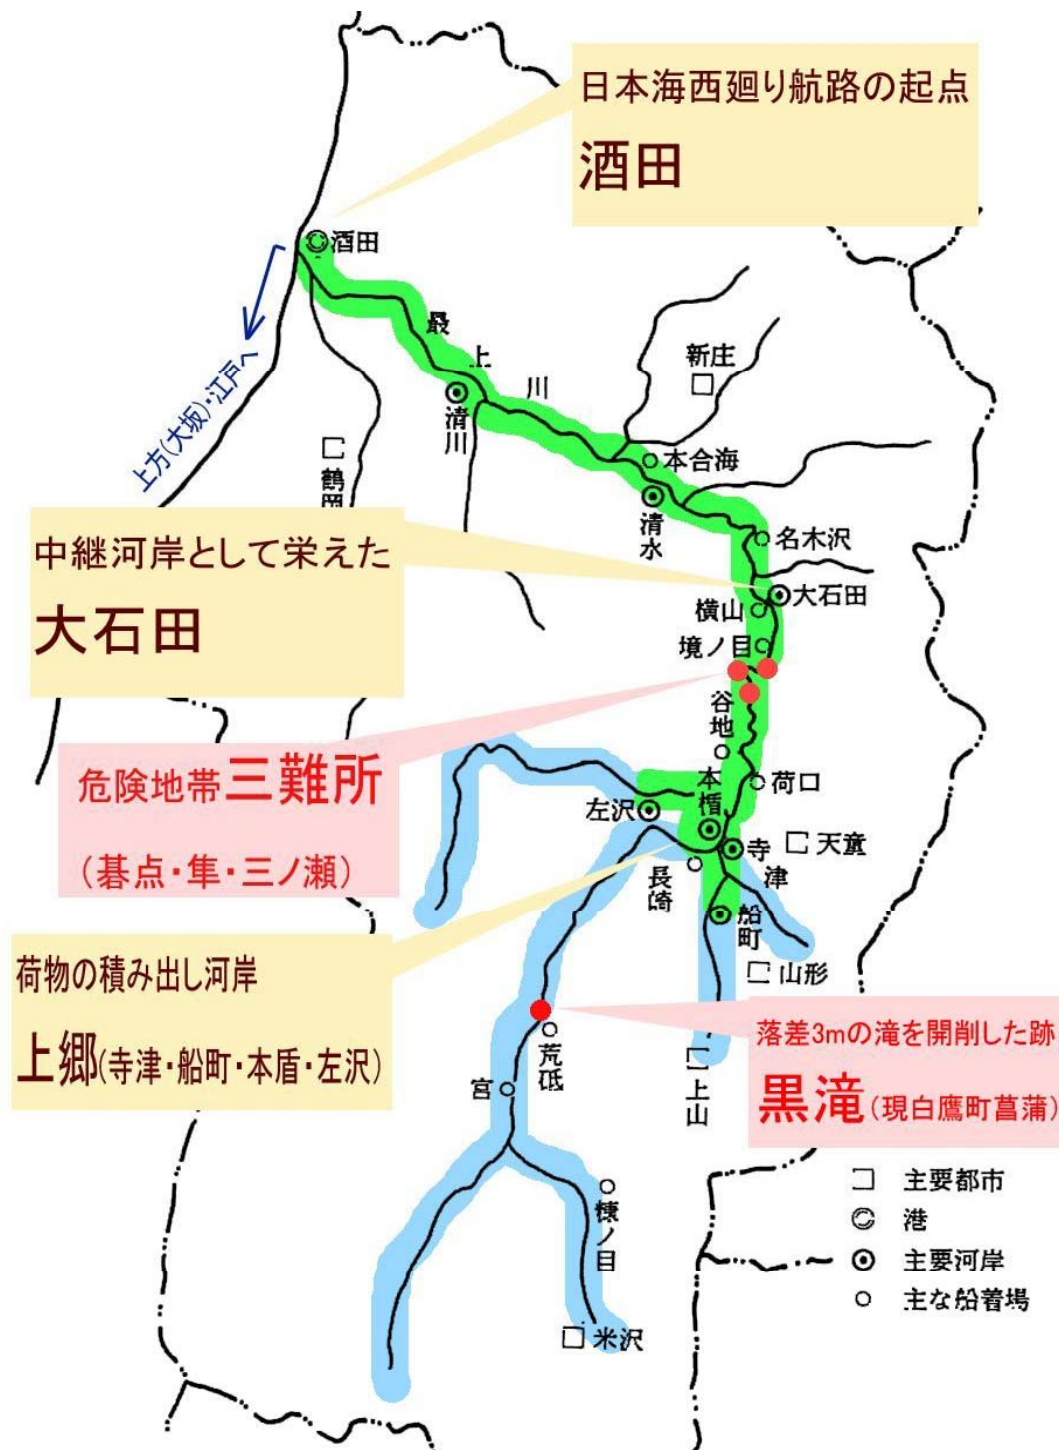 日本海西廻り航路の起点
酒田
酒田
最上川
上方(大坂)・江戸へ
清川
新庄
鶴岡
本合海
清水
名木沢
中継河岸として栄えた
大石田
大石田
横山
境ノ目
谷地
危険地帯三難所
(碁点・隼・三ノ瀬)
本楯
荷口
左沢
寺津
天童
長崎
船町
山形
荷物の積み出し河岸
上郷(寺津・船町・本盾・左沢)
落差3mの滝を開削した跡
黒滝(現白鷹町菖蒲)
荒砥
宮
上山
棟ノ目
米沢
主要都市
港
主要河岸
主な船着場